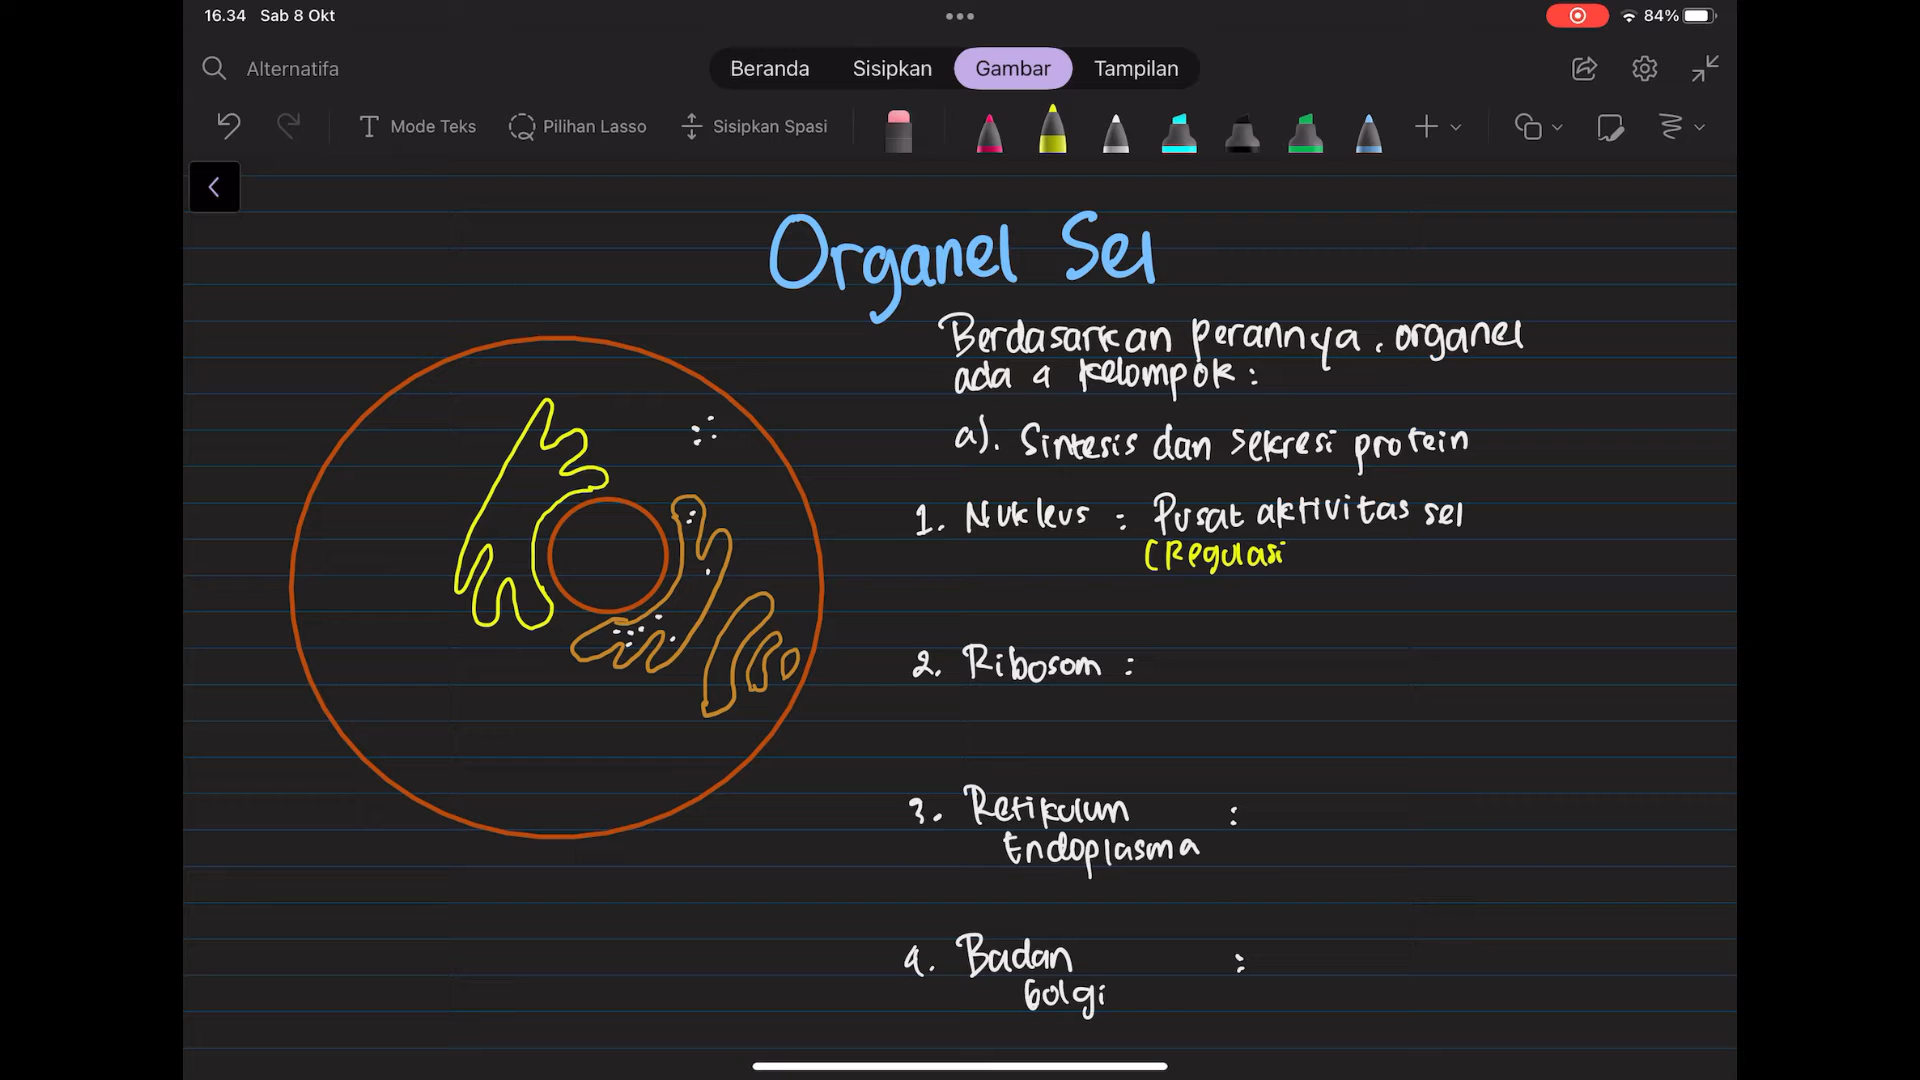 16.34 Sab 8 Okt
84%
Alternatifa
Beranda Sisipkan Gambar Tampilan
Mode Teks Pilihan Lasso Sisipkan Spasi
Organel Sel
Berdasarkan perannya, organel
ada 4 kelompok :
a). Sintesis dan sekresi protein
1. Nukleus : Pusat aktivitas sel
(Regulasi
2. Ribosom :
3. Retikulum :
Endoplasma
4. Badan :
Golgi